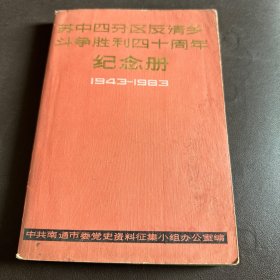 苏中四分区反清乡
斗争胜利四十周年
纪念册
1943-1983
中共南通市委党史资料征集小组办公室编